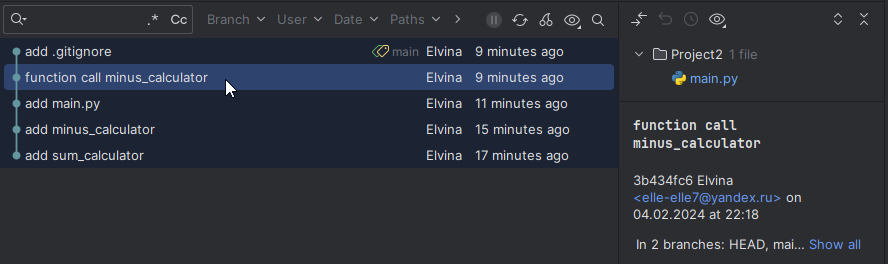 .* Cc Branch User Date Paths
add .gitignore main Elvina 9 minutes ago
function call minus_calculator Elvina 9 minutes ago
add main.py Elvina 11 minutes ago
add minus_calculator Elvina 15 minutes ago
add sum_calculator Elvina 17 minutes ago
Project2 1 file
main.py
function call
minus_calculator
3b434fc6 Elvina
<elle-elle7@yandex.ru> on
04.02.2024 at 22:18
In 2 branches: HEAD, mai... Show all